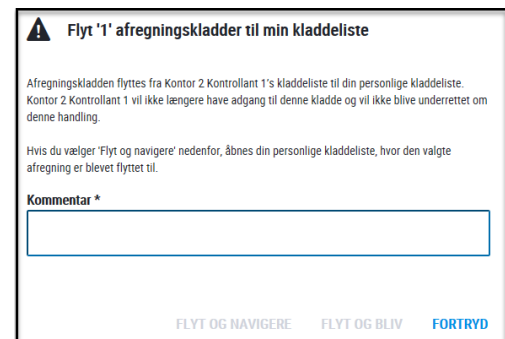 Flyt '1' afregningskladder til min kladdeliste
Afregningskladden flyttes fra Kontor 2 Kontrollant 1's kladdeliste til din personlige kladdeliste.
Kontor 2 Kontrollant 1 vil ikke længere have adgang til denne kladde og vil ikke blive underrettet om
denne handling.
Hvis du vælger 'Flyt og navigere' nedenfor, åbnes din personlige kladdeliste, hvor den valgte
afregning er blevet flyttet til.
Kommentar *
FLYT OG NAVIGERE FLYT OG BLIV FORTRYD